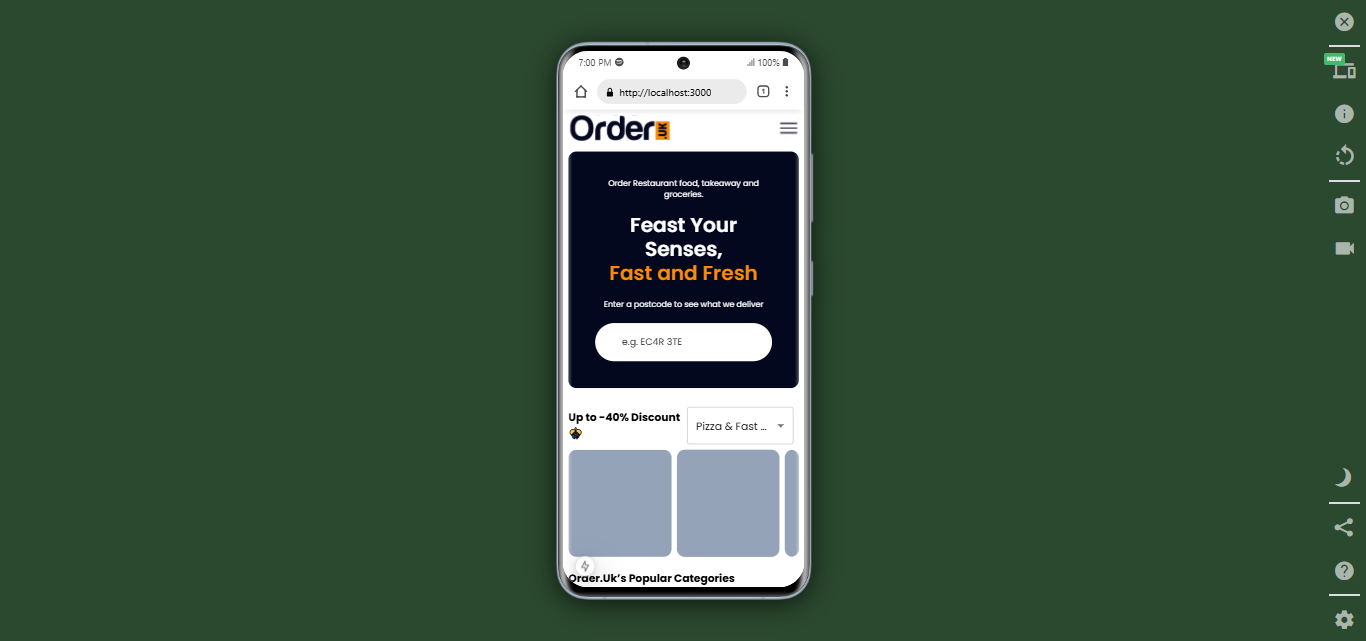 7:00 PM
100%
NEW
http://localhost:3000
1
Order.UK
Order Restaurant food, takeaway and
groceries.
Feast Your
Senses,
Fast and Fresh
Enter a postcode to see what we deliver
e.g. EC4R 3TE
Up to -40% Discount
Pizza & Fast ...
Order.Uk’s Popular Categories